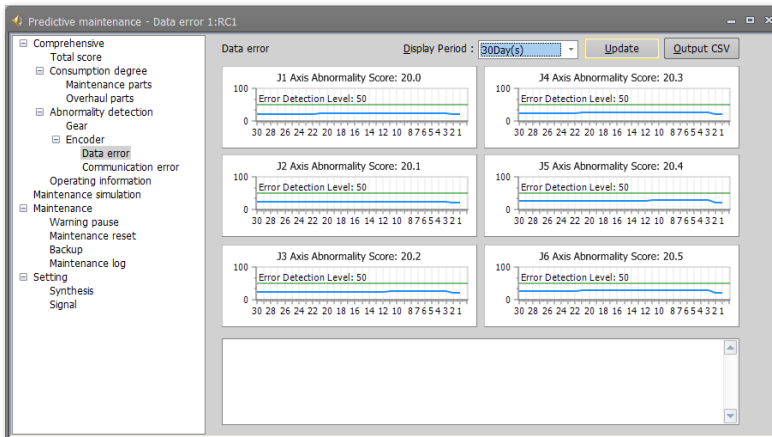 Predictive maintenance - Data error 1:RC1
Comprehensive
Total score
Consumption degree
Maintenance parts
Overhaul parts
Abnormality detection
Gear
Encoder
Data error
Communication error
Operating information
Maintenance simulation
Maintenance
Warning pause
Maintenance reset
Backup
Maintenance log
Setting
Synthesis
Signal
Data error Display Period : 30Day(s) Update Output CSV
J1 Axis Abnormality Score: 20.0
100
Error Detection Level: 50
0
30 28 26 24 22 20 18 16 14 12 10 8 7 6 5 4 3 2 1
J4 Axis Abnormality Score: 20.3
100
Error Detection Level: 50
0
30 28 26 24 22 20 18 16 14 12 10 8 7 6 5 4 3 2 1
J2 Axis Abnormality Score: 20.1
100
Error Detection Level: 50
0
30 28 26 24 22 20 18 16 14 12 10 8 7 6 5 4 3 2 1
J5 Axis Abnormality Score: 20.4
100
Error Detection Level: 50
0
30 28 26 24 22 20 18 16 14 12 10 8 7 6 5 4 3 2 1
J3 Axis Abnormality Score: 20.2
100
Error Detection Level: 50
0
30 28 26 24 22 20 18 16 14 12 10 8 7 6 5 4 3 2 1
J6 Axis Abnormality Score: 20.5
100
Error Detection Level: 50
0
30 28 26 24 22 20 18 16 14 12 10 8 7 6 5 4 3 2 1